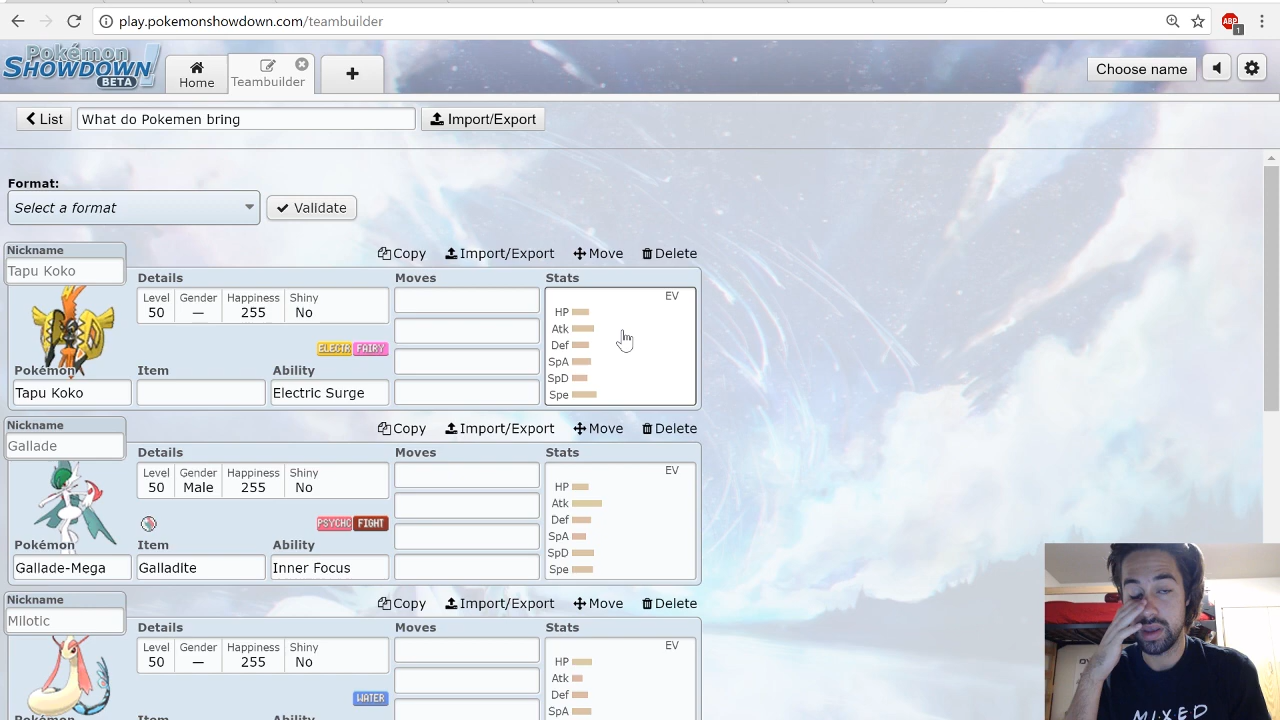 play.pokemonshowdown.com/teambuilder
ABP
1
Pokémon
SHOWDOWN!
BETA
Home
Teambuilder
+
Choose name
List
What do Pokemen bring
Import/Export
Format:
Select a format
Validate
Nickname
Tapu Koko
Copy Import/Export Move Delete
Details
Moves
Stats
Level Gender Happiness Shiny
50 — 255 No
EV
HP
Atk
Def
SpA
SpD
Spe
ELECTR FAIRY
Pokémon Item Ability
Tapu Koko Electric Surge
Nickname
Gallade
Copy Import/Export Move Delete
Details
Moves
Stats
Level Gender Happiness Shiny
50 Male 255 No
EV
HP
Atk
Def
SpA
SpD
Spe
PSYCHC FIGHT
Pokémon Item Ability
Gallade-Mega Galladite Inner Focus
Nickname
Milotic
Copy Import/Export Move Delete
Details
Moves
Stats
Level Gender Happiness Shiny
50 — 255 No
EV
HP
Atk
Def
SpA
WATER
Pokémon Item Ability
MIXED